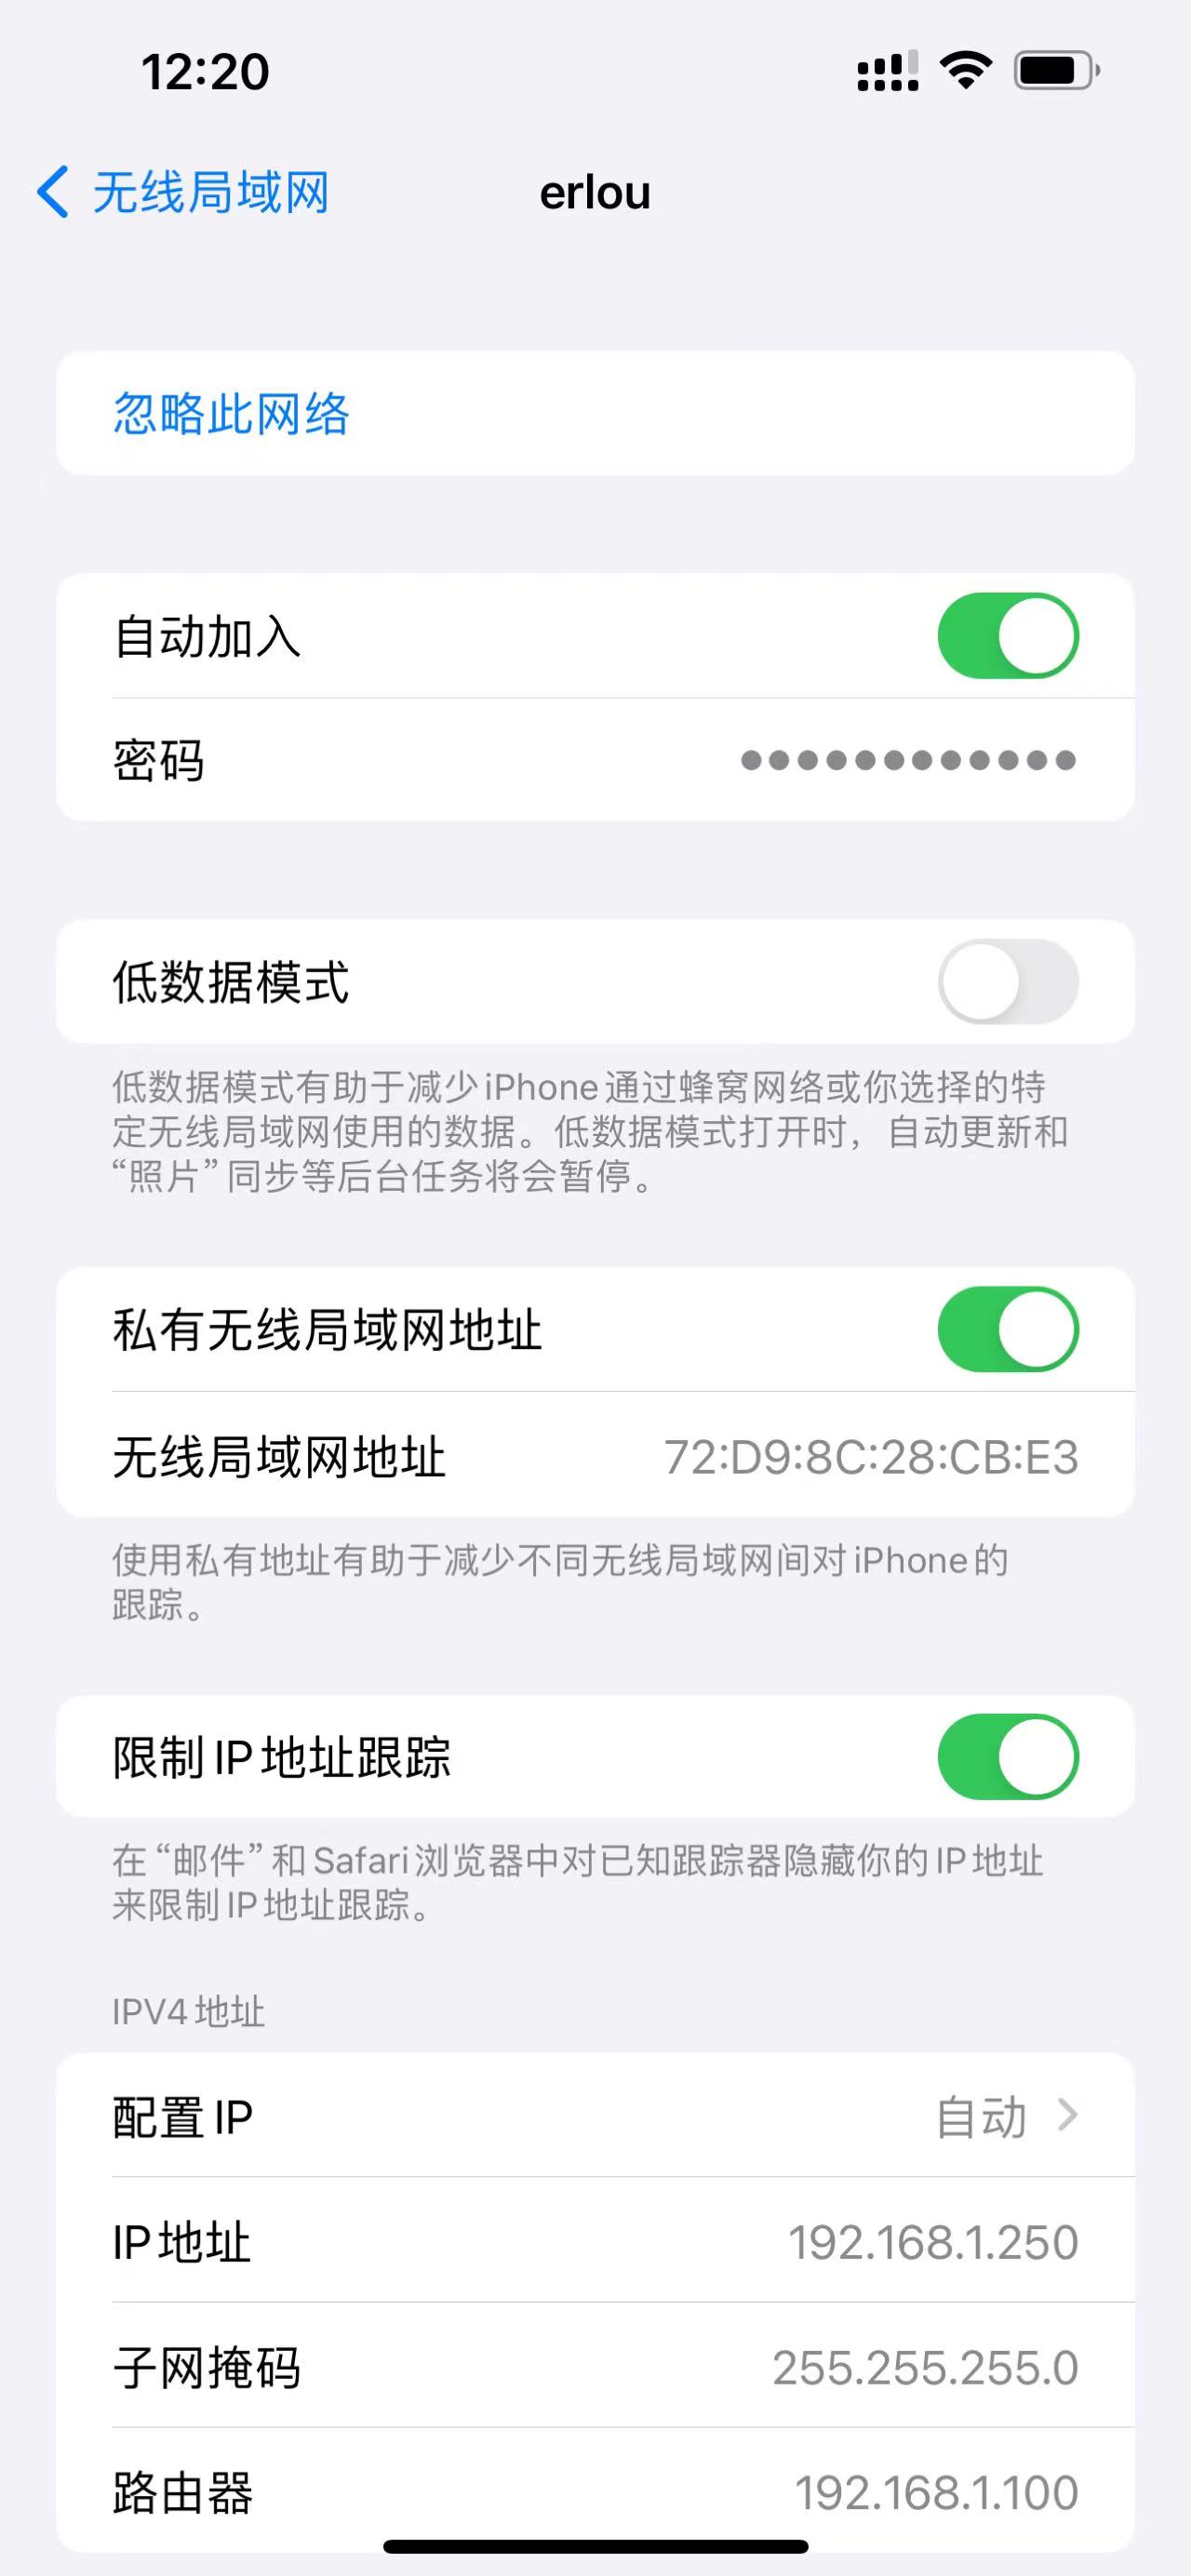 12:20
无线局域网
erlou
忽略此网络
自动加入
密码 ●●●●●●●●●●●●
低数据模式
低数据模式有助于减少iPhone通过蜂窝网络或你选择的特
定无线局域网使用的数据。低数据模式打开时，自动更新和
“照片”同步等后台任务将会暂停。
私有无线局域网地址
无线局域网地址 72:D9:8C:28:CB:E3
使用私有地址有助于减少不同无线局域网间对iPhone的
跟踪。
限制IP地址跟踪
在“邮件”和Safari浏览器中对已知跟踪器隐藏你的IP地址
来限制IP地址跟踪。
IPV4地址
配置IP 自动
IP地址 192.168.1.250
子网掩码 255.255.255.0
路由器 192.168.1.100